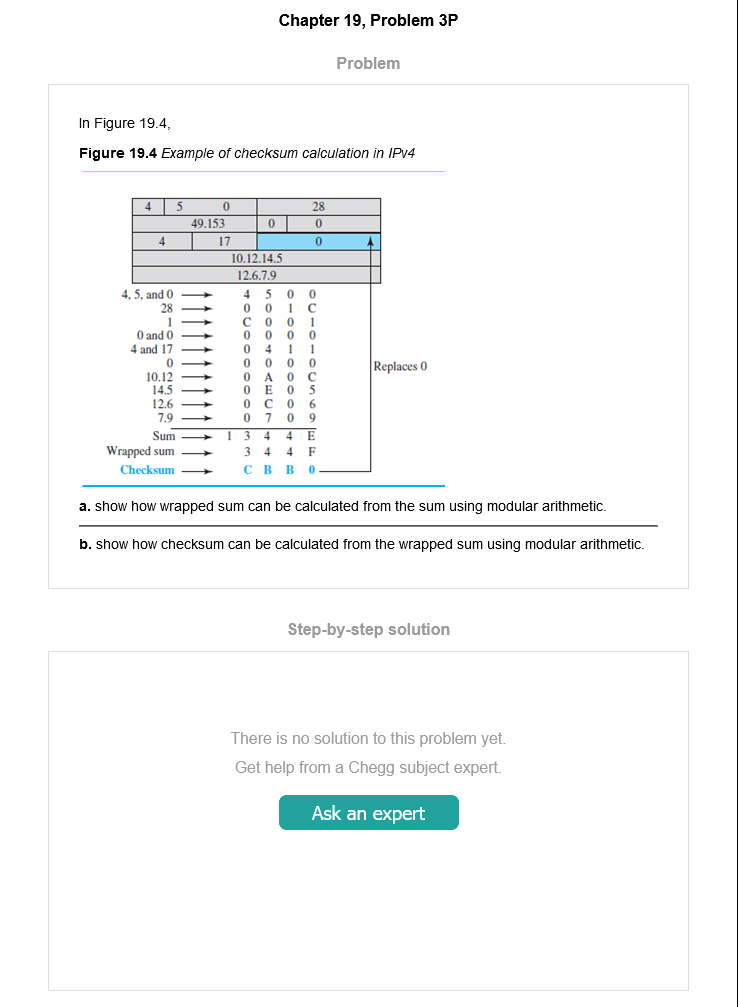 Chapter 19, Problem 3P
Problem
In Figure 19.4,
Figure 19.4 Example of checksum calculation in IPv4
4 5 0 28
49.153 0 0
4 17 0
10.12.14.5
12.6.7.9
4, 5, and 0 4 5 0 0
28 0 0 1 C
1 C 0 0 1
0 and 0 0 0 0 0
4 and 17 0 4 1 1
0 0 0 0 0
10.12 0 A 0 C
14.5 0 E 0 5
12.6 0 C 0 6
7.9 0 7 0 9
Sum 1 3 4 4 E
Wrapped sum 3 4 4 F
Checksum C B B 0
Replaces 0
a. show how wrapped sum can be calculated from the sum using modular arithmetic.
b. show how checksum can be calculated from the wrapped sum using modular arithmetic.
Step-by-step solution
There is no solution to this problem yet.
Get help from a Chegg subject expert.
Ask an expert